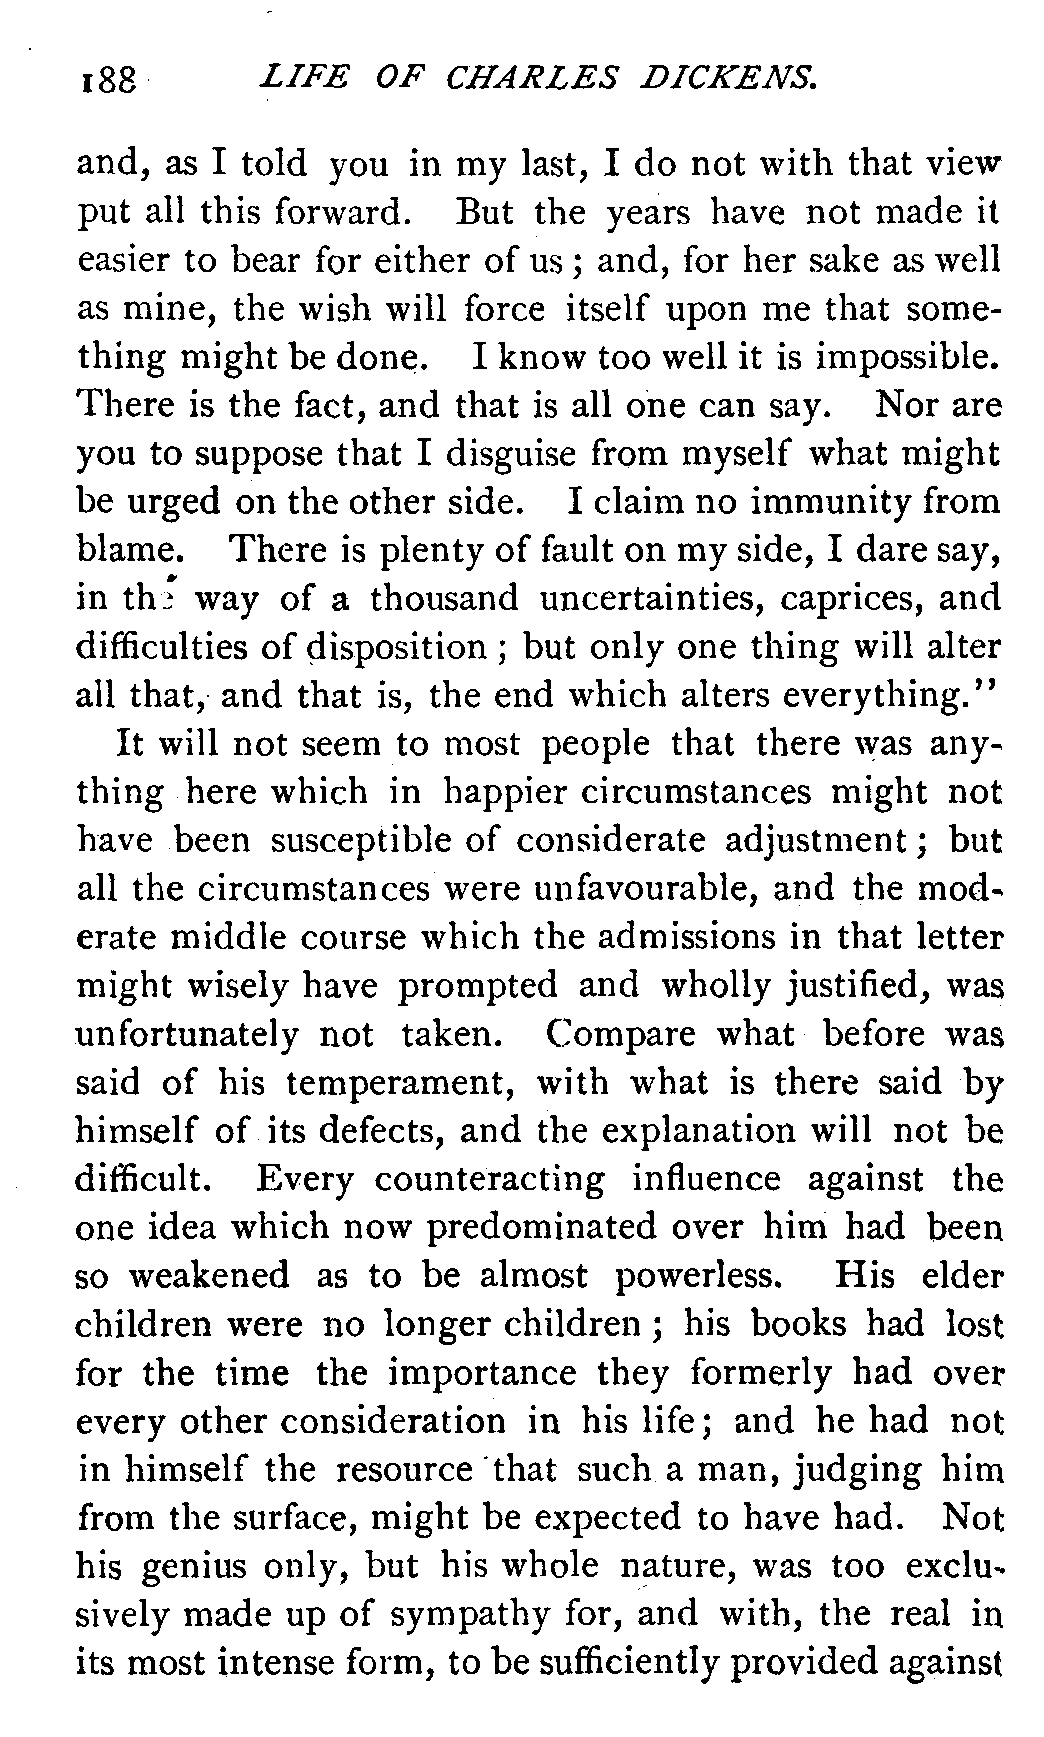 188 LIFE OF CHARLES DICKENS.
and, as I told you in my last, I do not with that view
put all this forward. But the years have not made it
easier to bear for either of us ; and, for her sake as well
as mine, the wish will force itself upon me that some-
thing might be done. I know too well it is impossible.
There is the fact, and that is all one can say. Nor are
you to suppose that I disguise from myself what might
be urged on the other side. I claim no immunity from
blame. There is plenty of fault on my side, I dare say,
in the way of a thousand uncertainties, caprices, and
difficulties of disposition ; but only one thing will alter
all that, and that is, the end which alters everything."
It will not seem to most people that there was any-
thing here which in happier circumstances might not
have been susceptible of considerate adjustment ; but
all the circumstances were unfavourable, and the mod-
erate middle course which the admissions in that letter
might wisely have prompted and wholly justified, was
unfortunately not taken. Compare what before was
said of his temperament, with what is there said by
himself of its defects, and the explanation will not be
difficult. Every counteracting influence against the
one idea which now predominated over him had been
so weakened as to be almost powerless. His elder
children were no longer children ; his books had lost
for the time the importance they formerly had over
every other consideration in his life ; and he had not
in himself the resource that such a man, judging him
from the surface, might be expected to have had. Not
his genius only, but his whole nature, was too exclu-
sively made up of sympathy for, and with, the real in
its most intense form, to be sufficiently provided against